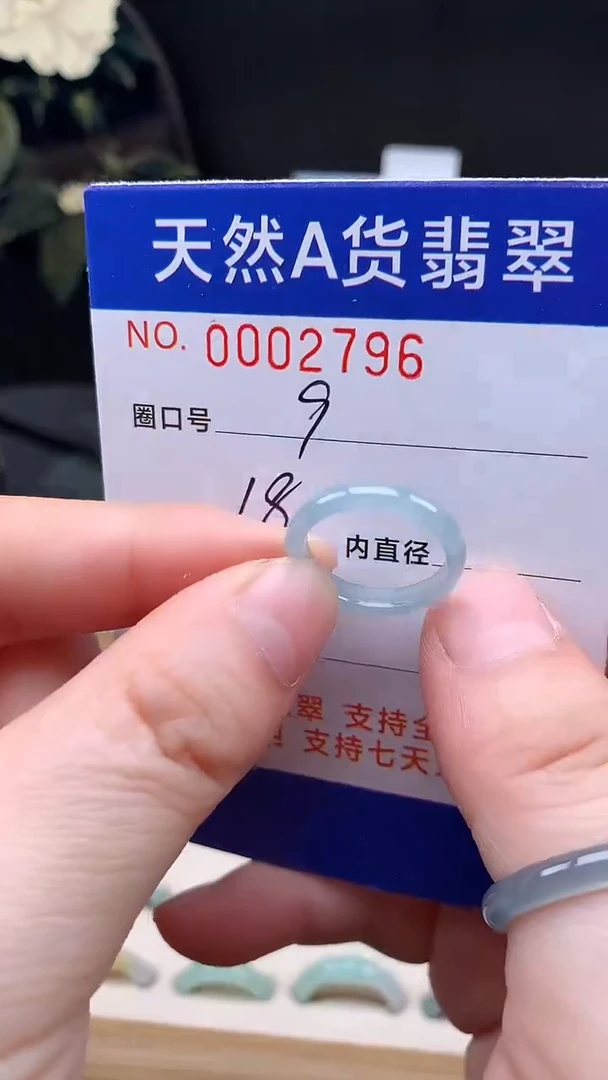 天然A货翡翠
NO. 0002796
圈口号 9
18 内直径
翠 支持全
支持七天